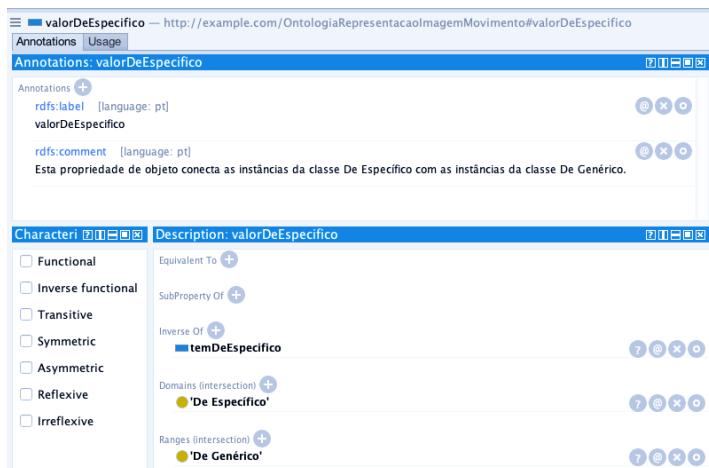 valorDeEspecifico — http://example.com/OntologiaRepresentacaoImagemMovimento#valorDeEspecifico
Annotations Usage
Annotations: valorDeEspecifico
Annotations
rdfs:label [language: pt]
valorDeEspecifico
rdfs:comment [language: pt]
Esta propriedade de objeto conecta as instâncias da classe De Específico com as instâncias da classe De Genérico.
Characteri Description: valorDeEspecifico
Functional
Inverse functional
Transitive
Symmetric
Asymmetric
Reflexive
Irreflexive
Equivalent To
SubProperty Of
Inverse Of
temDeEspecifico
Domains (intersection)
'De Específico'
Ranges (intersection)
'De Genérico'